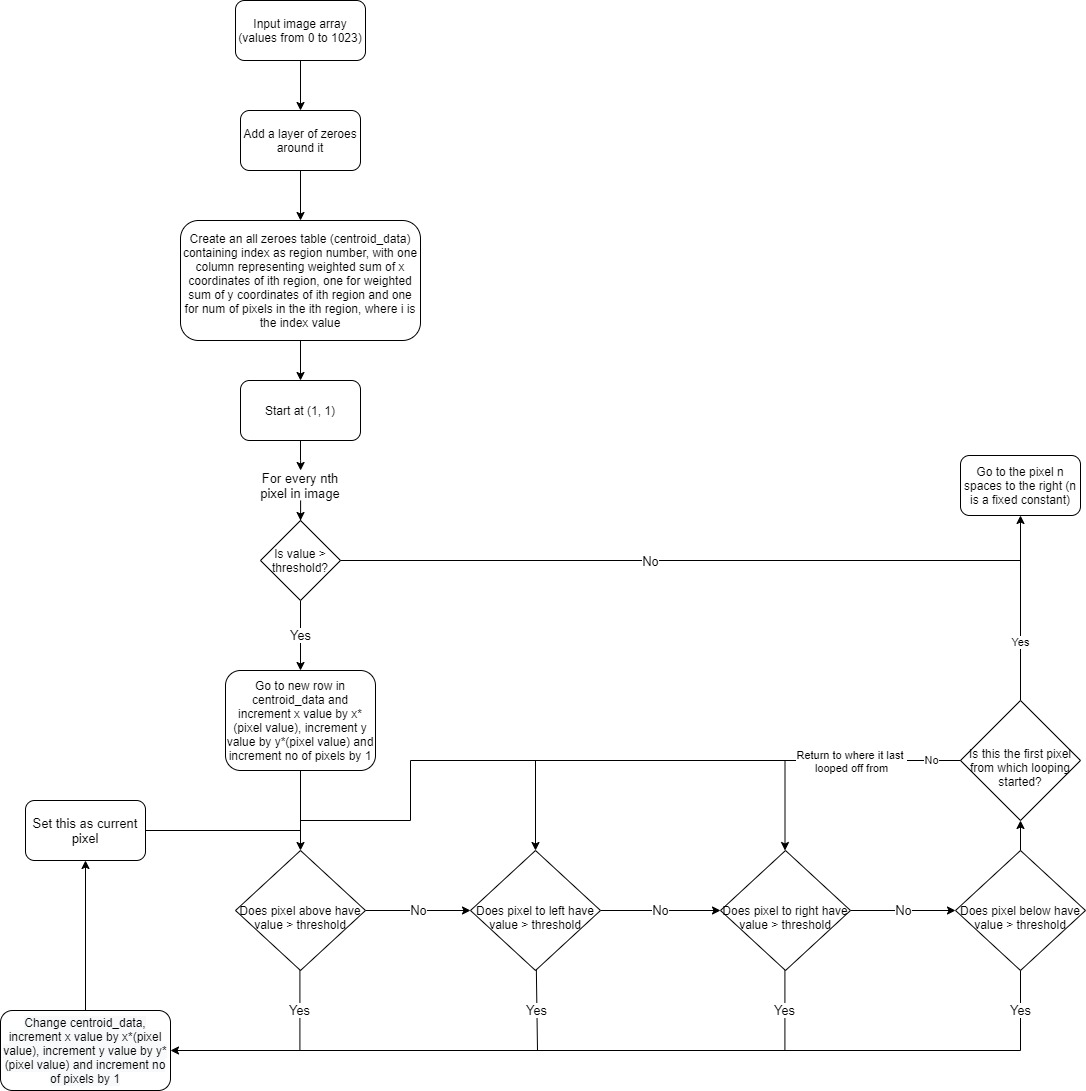 Input image array
(values from 0 to 1023)
Add a layer of zeroes
around it
Create an all zeroes table (centroid_data)
containing index as region number, with one
column representing weighted sum of x
coordinates of ith region, one for weighted
sum of y coordinates of ith region and one
for num of pixels in the ith region, where i is
the index value
Start at (1, 1)
For every nth
pixel in image
Go to the pixel n
spaces to the right (n
is a fixed constant)
Is value >
threshold?
No
Yes
Yes
Go to new row in
centroid_data and
increment x value by x*
(pixel value), increment y
value by y*(pixel value) and
increment no of pixels by 1
Return to where it last
looped off from
No
Is this the first pixel
from which looping
started?
Set this as current
pixel
Does pixel above have
value > threshold
No
Does pixel to left have
value > threshold
No
Does pixel to right have
value > threshold
No
Does pixel below have
value > threshold
Yes
Yes
Yes
Yes
Change centroid_data,
increment x value by x*(pixel
value), increment y value by y*
(pixel value) and increment no
of pixels by 1